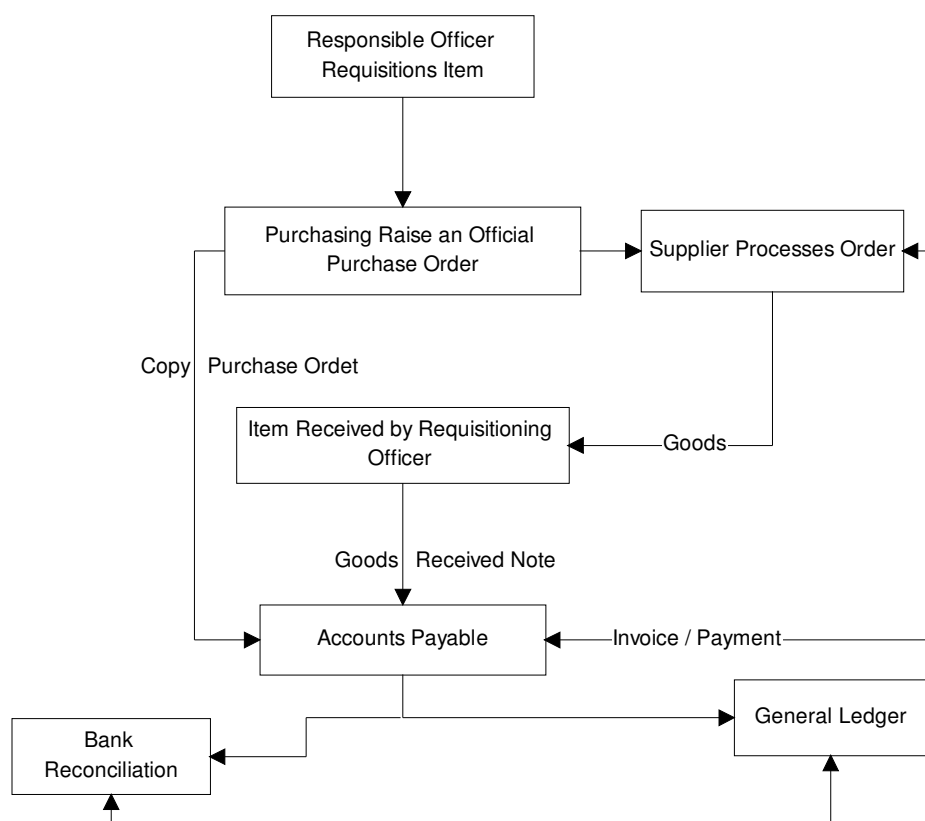 Responsible Officer
Requisitions Item
Purchasing Raise an Official
Purchase Order
Supplier Processes Order
Copy Purchase Ordet
Item Received by Requisitioning
Officer
Goods
Goods Received Note
Accounts Payable
Invoice / Payment
General Ledger
Bank
Reconciliation